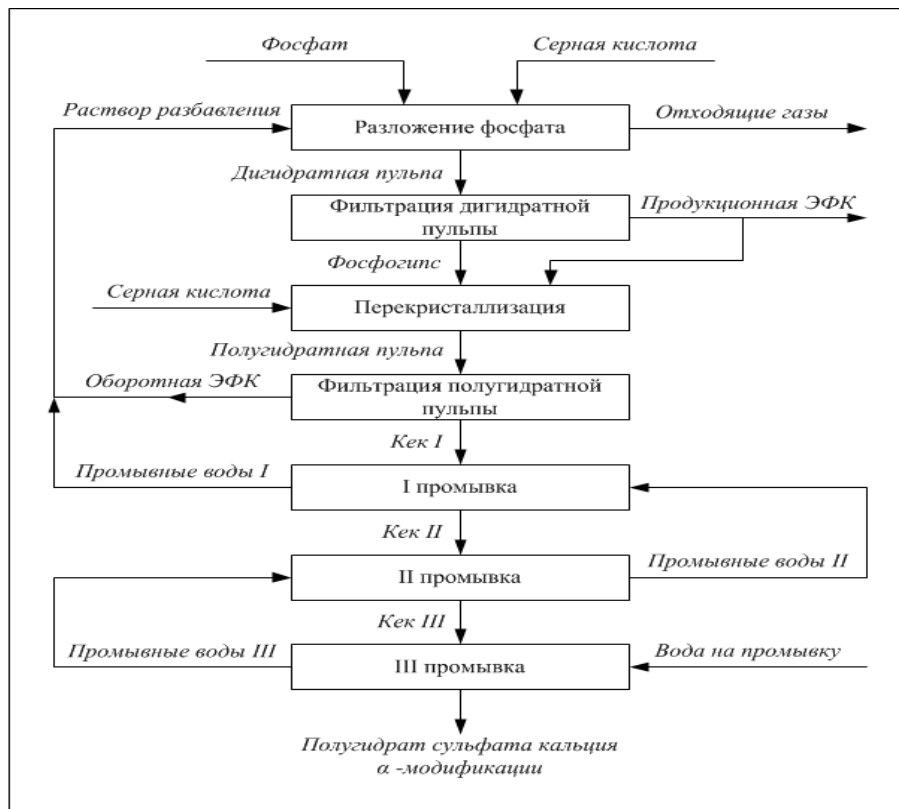 Фосфат
Серная кислота
Раствор разбавления
Разложение фосфата
Отходящие газы
Дигидратная пульпа
Фильтрация дигидратной
пульпы
Продукционная ЭФК
Фосфогипс
Серная кислота
Перекристаллизация
Полугидратная пульпа
Оборотная ЭФК
Фильтрация полугидратной
пульпы
Кек I
Промывные воды I
I промывка
Кек II
II промывка
Промывные воды II
Кек III
Промывные воды III
III промывка
Вода на промывку
Полугидрат сульфата кальция
α -модификации